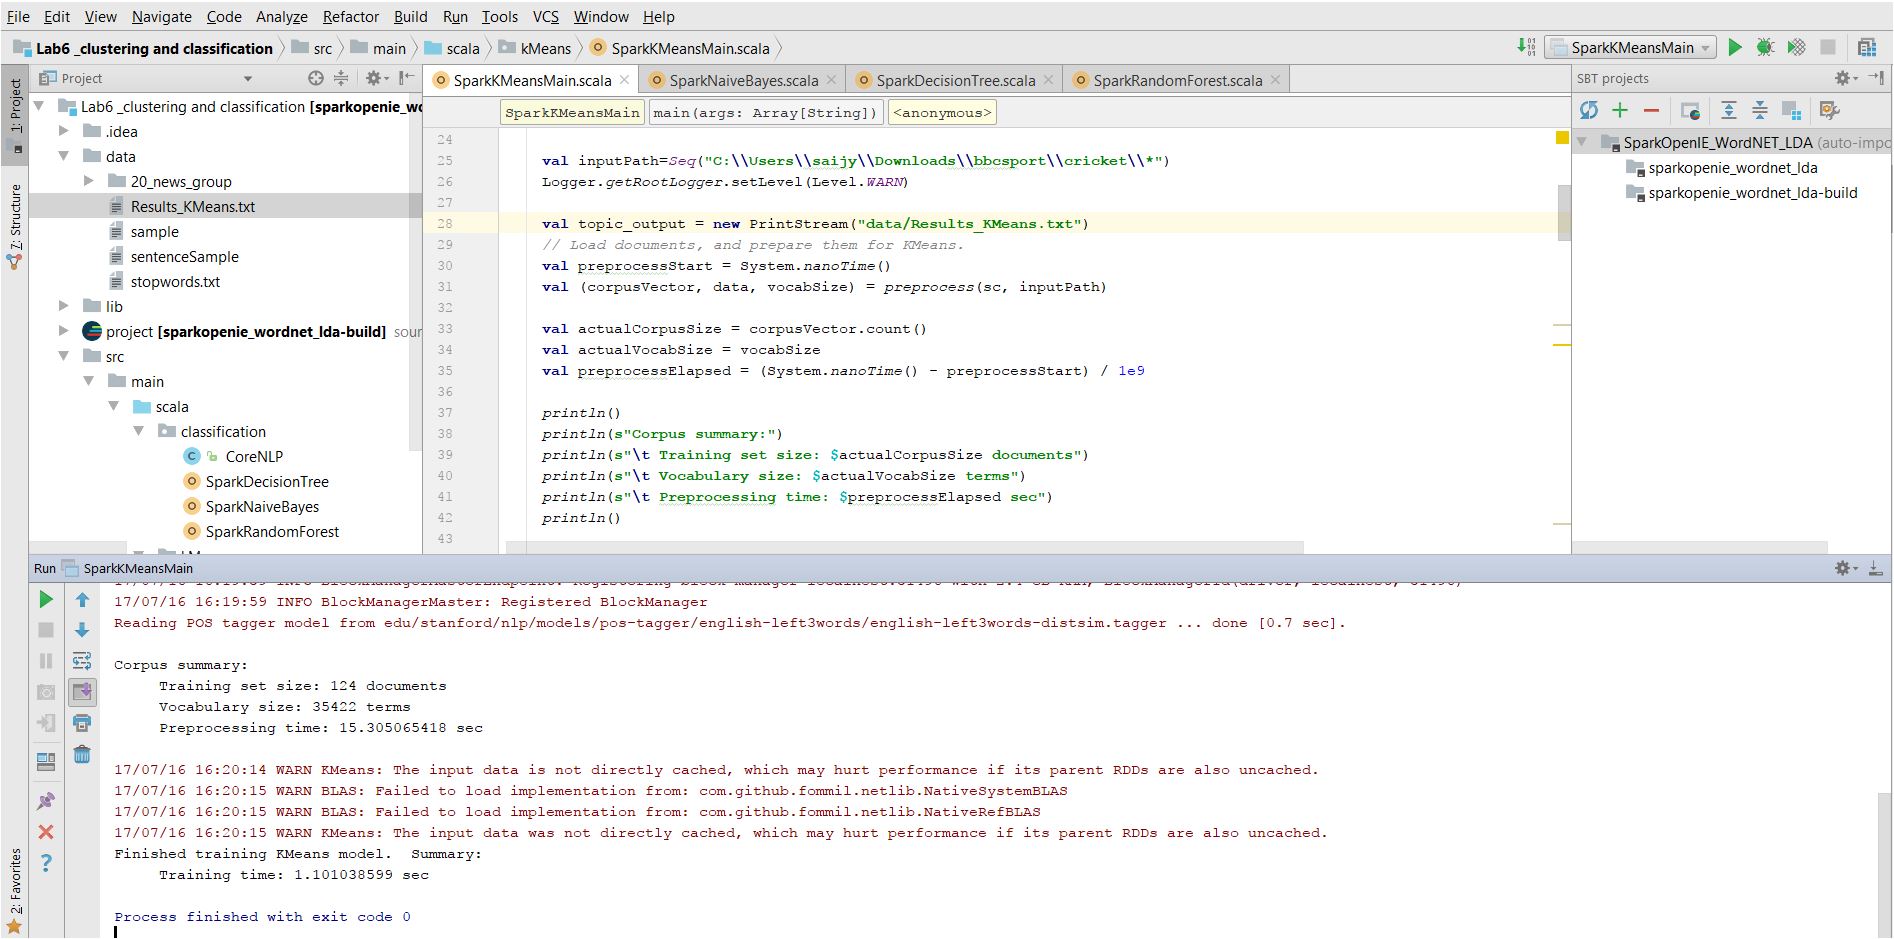 File Edit View Navigate Code Analyze Refactor Build Run Tools VCS Window Help
Lab6 _clustering and classification src main scala kMeans SparkKMeansMain.scala SparkKMeansMain
1: Project
7: Structure
2: Favorites
Project
Lab6 _clustering and classification [sparkopenie_w
.idea
data
20_news_group
Results_KMeans.txt
sample
sentenceSample
stopwords.txt
lib
project [sparkopenie_wordnet_lda-build] sour
src
main
scala
classification
CoreNLP
SparkDecisionTree
SparkNaiveBayes
SparkRandomForest
SparkKMeansMain.scala SparkNaiveBayes.scala SparkDecisionTree.scala SparkRandomForest.scala
SparkKMeansMain main(args: Array[String]) <anonymous>
24
25 val inputPath=Seq("C:\\Users\\saijy\\Downloads\\bbcsport\\cricket\\*")
26 Logger.getRootLogger.setLevel(Level.WARN)
27
28 val topic_output = new PrintStream("data/Results_KMeans.txt")
29 // Load documents, and prepare them for KMeans.
30 val preprocessStart = System.nanoTime()
31 val (corpusVector, data, vocabSize) = preprocess(sc, inputPath)
32
33 val actualCorpusSize = corpusVector.count()
34 val actualVocabSize = vocabSize
35 val preprocessElapsed = (System.nanoTime() - preprocessStart) / 1e9
36
37 println()
38 println(s"Corpus summary:")
39 println(s"\t Training set size: $actualCorpusSize documents")
40 println(s"\t Vocabulary size: $actualVocabSize terms")
41 println(s"\t Preprocessing time: $preprocessElapsed sec")
42 println()
43
SBT projects
SparkOpenIE_WordNET_LDA (auto-impo
sparkopenie_wordnet_lda
sparkopenie_wordnet_lda-build
Run SparkKMeansMain
17/07/16 16:19:59 INFO BlockManagerMaster: Registered BlockManager
Reading POS tagger model from edu/stanford/nlp/models/pos-tagger/english-left3words/english-left3words-distsim.tagger ... done [0.7 sec].
Corpus summary:
Training set size: 124 documents
Vocabulary size: 35422 terms
Preprocessing time: 15.305065418 sec
17/07/16 16:20:14 WARN KMeans: The input data is not directly cached, which may hurt performance if its parent RDDs are also uncached.
17/07/16 16:20:15 WARN BLAS: Failed to load implementation from: com.github.fommil.netlib.NativeSystemBLAS
17/07/16 16:20:15 WARN BLAS: Failed to load implementation from: com.github.fommil.netlib.NativeRefBLAS
17/07/16 16:20:15 WARN KMeans: The input data was not directly cached, which may hurt performance if its parent RDDs are also uncached.
Finished training KMeans model.  Summary:
Training time: 1.101038599 sec
Process finished with exit code 0